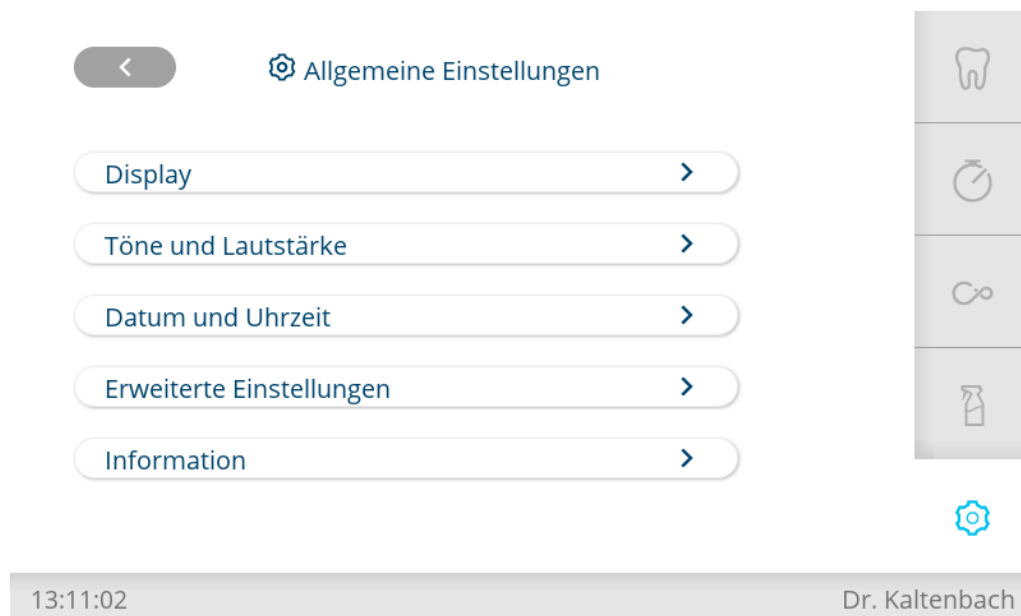 Allgemeine Einstellungen
Display
Töne und Lautstärke
Datum und Uhrzeit
Erweiterte Einstellungen
Information
13:11:02 Dr. Kaltenbach